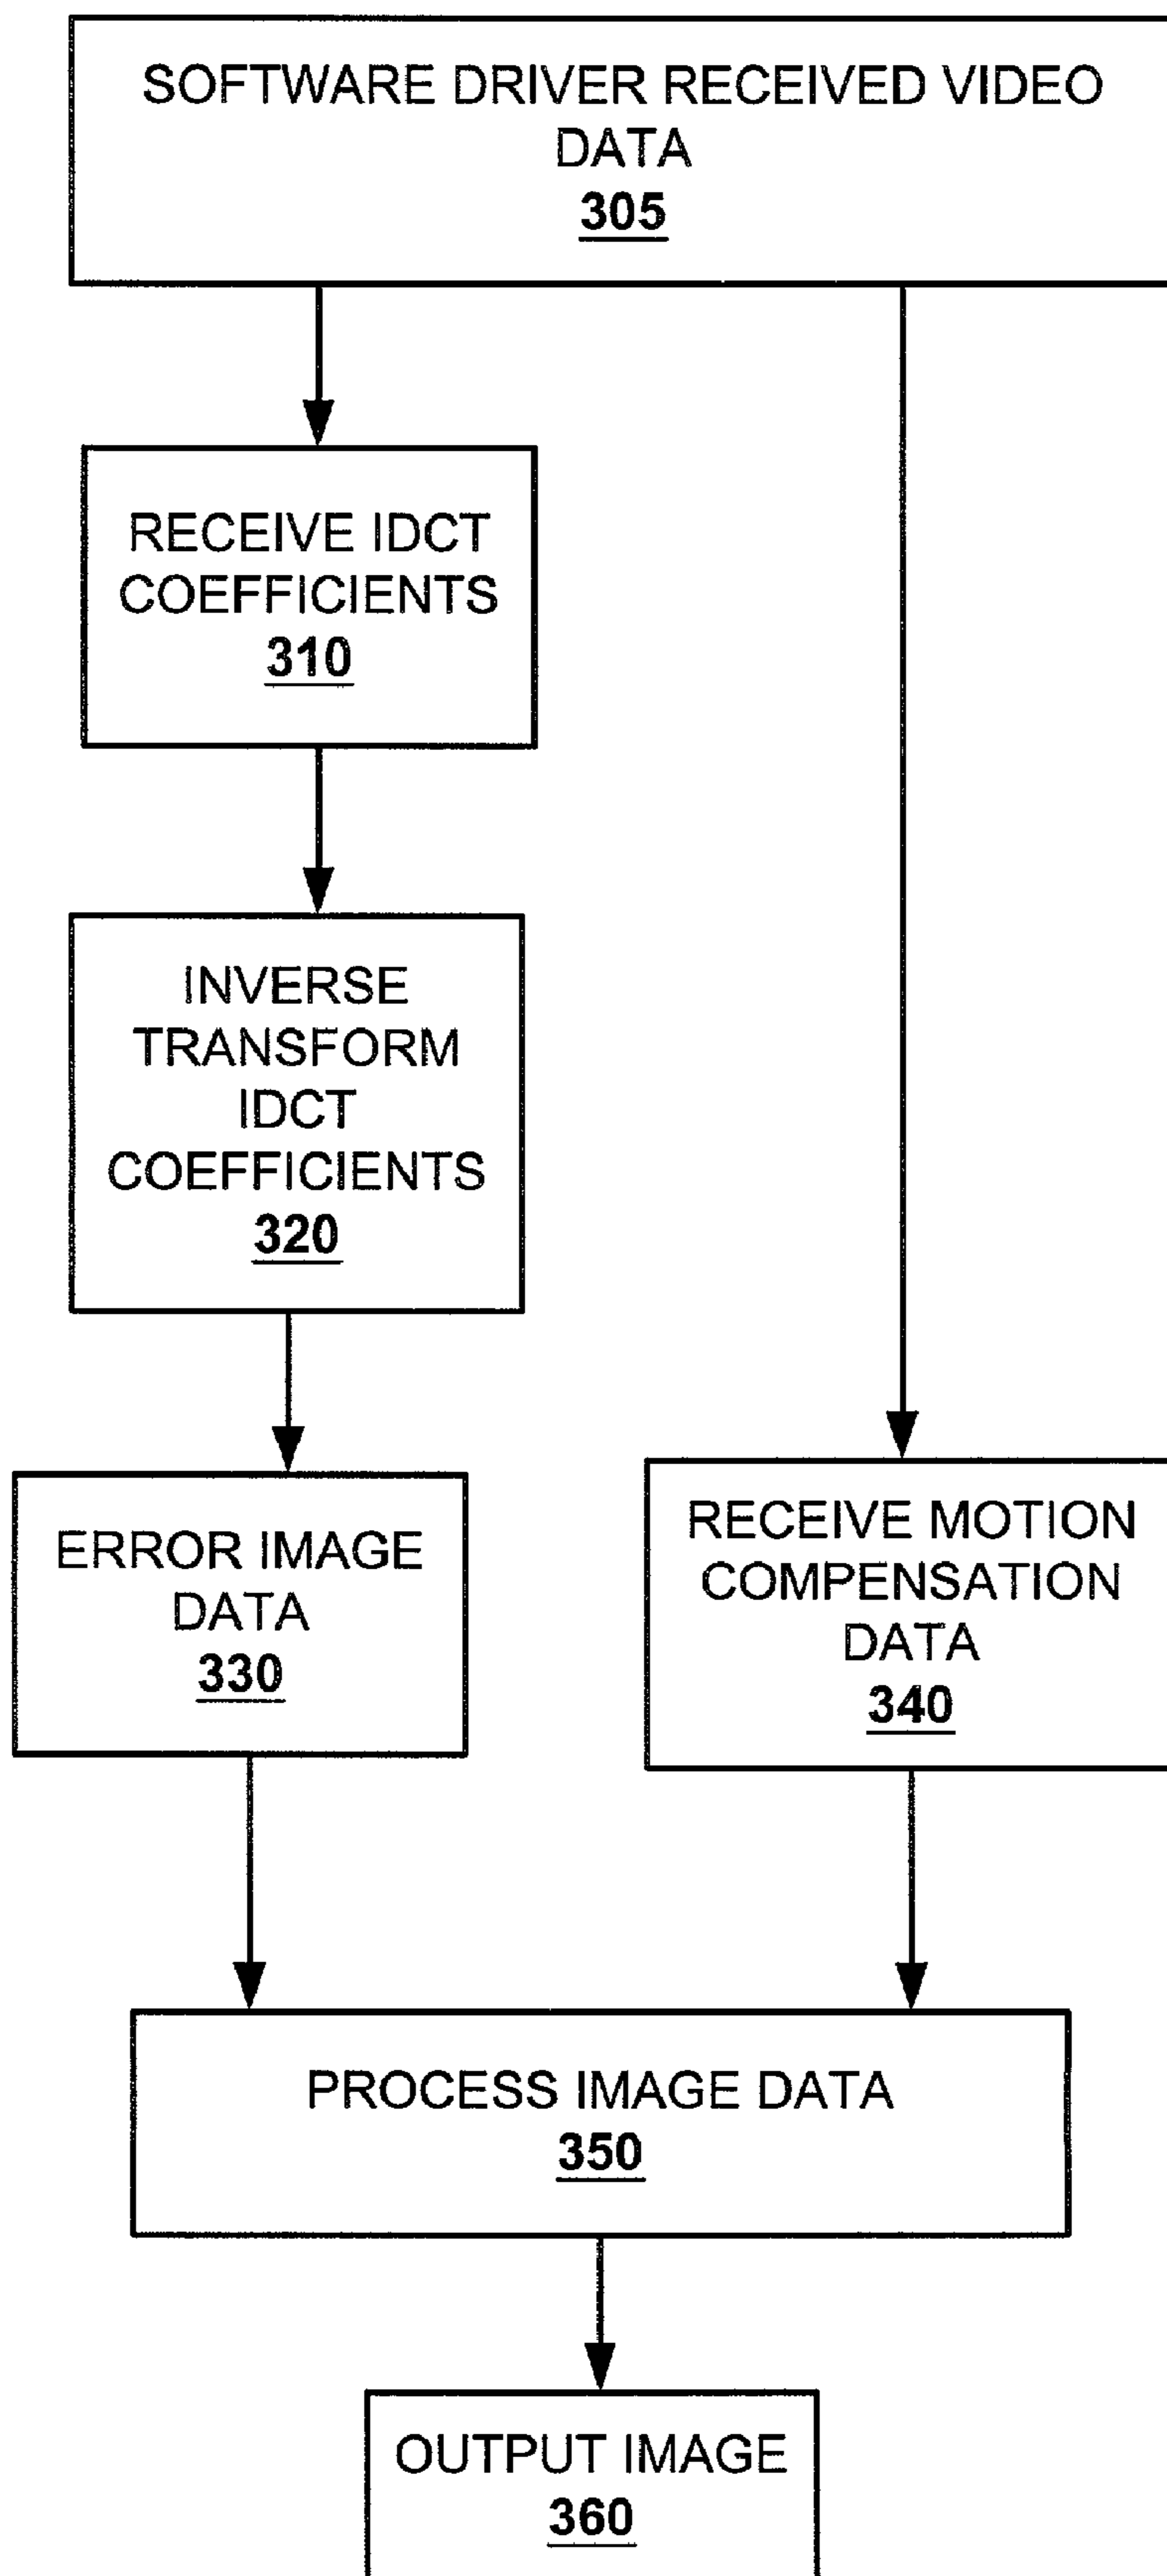 SOFTWARE DRIVER RECEIVED VIDEO
DATA
305
RECEIVE IDCT
COEFFICIENTS
310
INVERSE
TRANSFORM
IDCT
COEFFICIENTS
320
ERROR IMAGE
DATA
330
RECEIVE MOTION
COMPENSATION
DATA
340
PROCESS IMAGE DATA
350
OUTPUT IMAGE
360